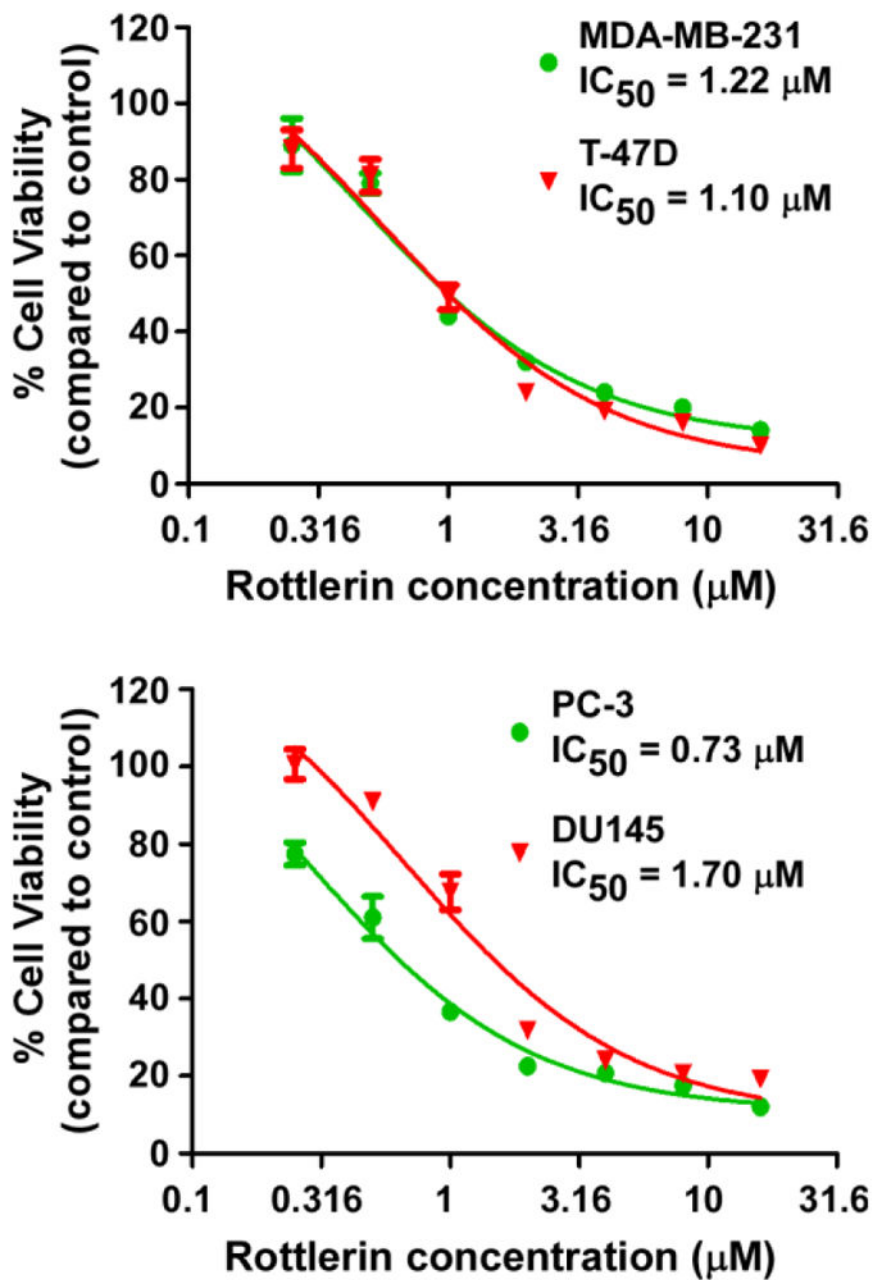 MDA-MB-231
IC50 = 1.22 μM
T-47D
IC50 = 1.10 μM
% Cell Viability
(compared to control)
120
100
80
60
40
20
0
0.1 0.316 1 3.16 10 31.6
Rottlerin concentration (μM)
PC-3
IC50 = 0.73 μM
DU145
IC50 = 1.70 μM
% Cell Viability
(compared to control)
120
100
80
60
40
20
0
0.1 0.316 1 3.16 10 31.6
Rottlerin concentration (μM)